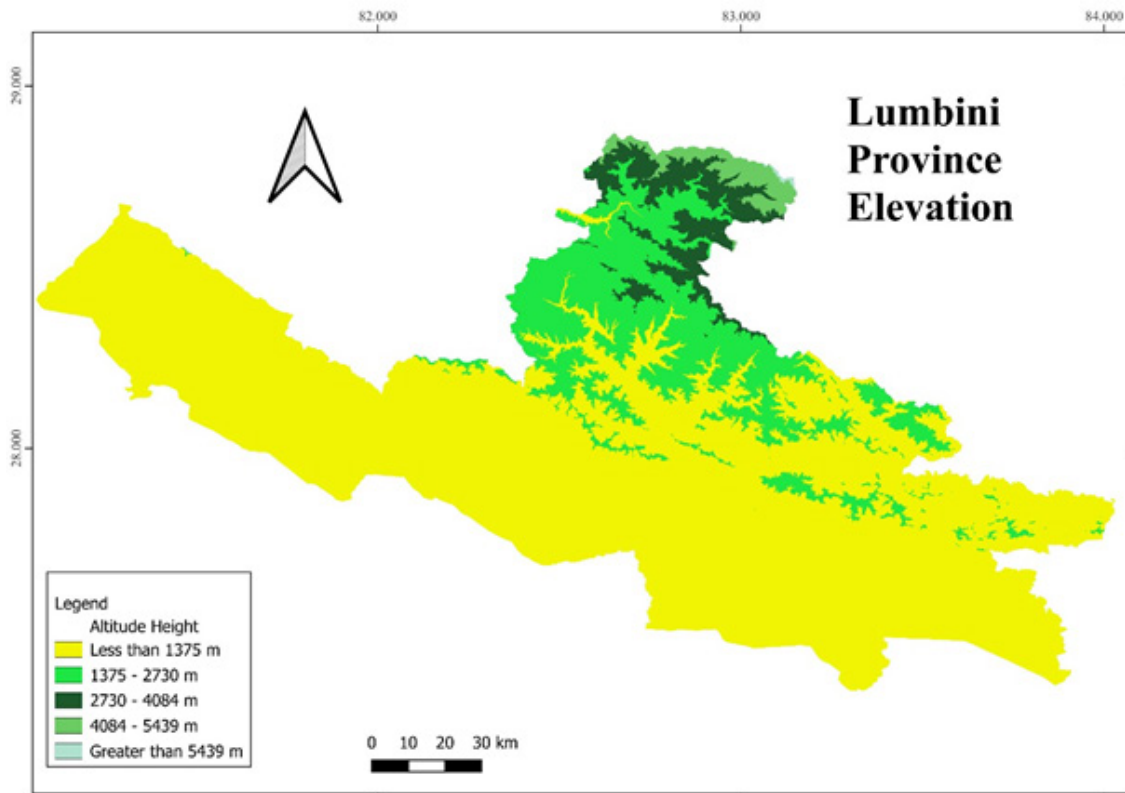 82.000
83.000
84.000
29.000
28.000
Lumbini
Province
Elevation
Legend
Altitude Height
Less than 1375 m
1375 - 2730 m
2730 - 4084 m
4084 - 5439 m
Greater than 5439 m
0 10 20 30 km